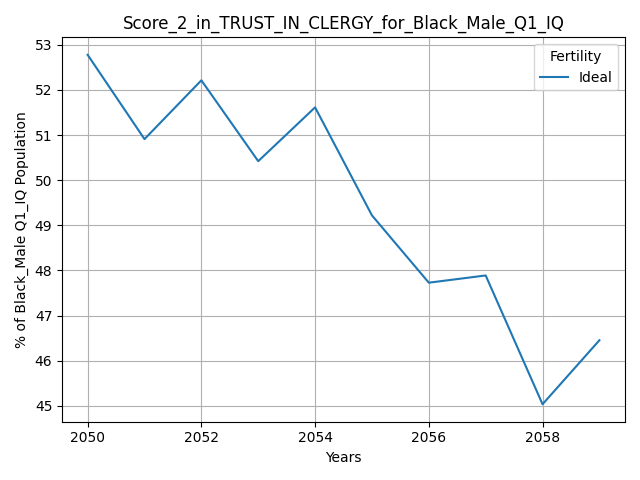 Score_2_in_TRUST_IN_CLERGY_for_Black_Male_Q1_IQ
% of Black_Male Q1_IQ Population
53
52
51
50
49
48
47
46
45
Fertility
Ideal
2050 2052 2054 2056 2058
Years